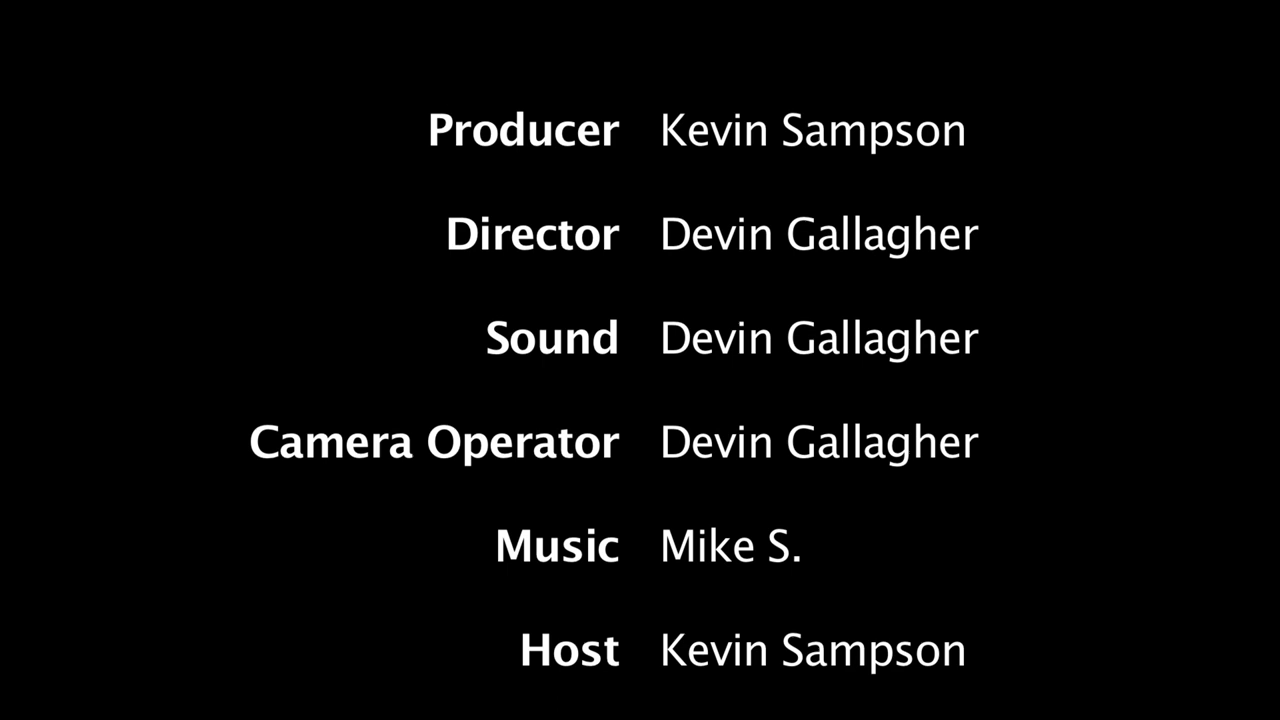 Producer Kevin Sampson
Director Devin Gallagher
Sound Devin Gallagher
Camera Operator Devin Gallagher
Music Mike S.
Host Kevin Sampson